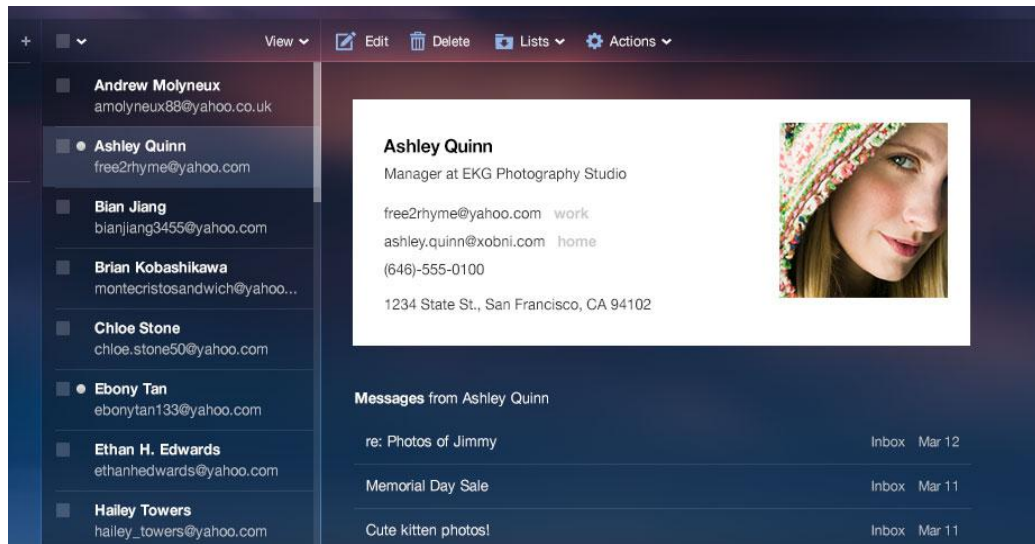 +
View
Edit
Delete
Lists
Actions
Andrew Molyneux
amolyneux88@yahoo.co.uk
Ashley Quinn
free2rhyme@yahoo.com
Bian Jiang
bianjiang3455@yahoo.com
Brian Kobashikawa
montecristosandwich@yahoo...
Chloe Stone
chloe.stone50@yahoo.com
Ebony Tan
ebonytan133@yahoo.com
Ethan H. Edwards
ethanhedwards@yahoo.com
Hailey Towers
hailey_towers@yahoo.com
Ashley Quinn
Manager at EKG Photography Studio
free2rhyme@yahoo.com work
ashley.quinn@xobni.com home
(646)-555-0100
1234 State St., San Francisco, CA 94102
Messages from Ashley Quinn
re: Photos of Jimmy Inbox Mar 12
Memorial Day Sale Inbox Mar 11
Cute kitten photos! Inbox Mar 11